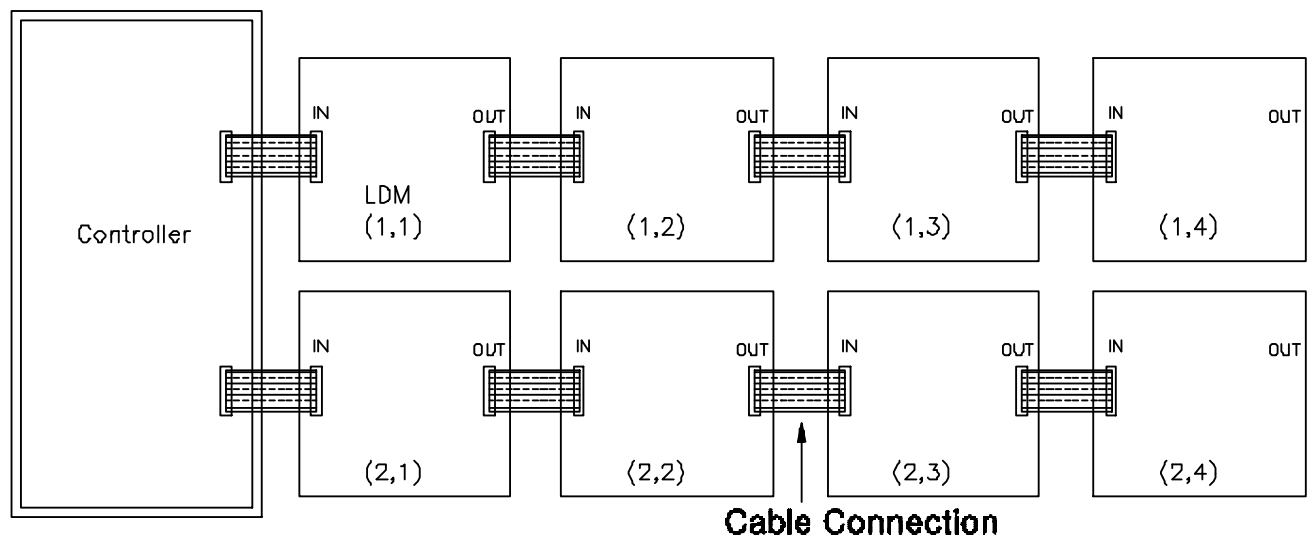 IN OUT IN OUT IN OUT IN OUT
LDM
(1,1) (1,2) (1,3) (1,4)
Controller
IN OUT IN OUT IN OUT IN OUT
(2,1) (2,2) (2,3) (2,4)
Cable Connection